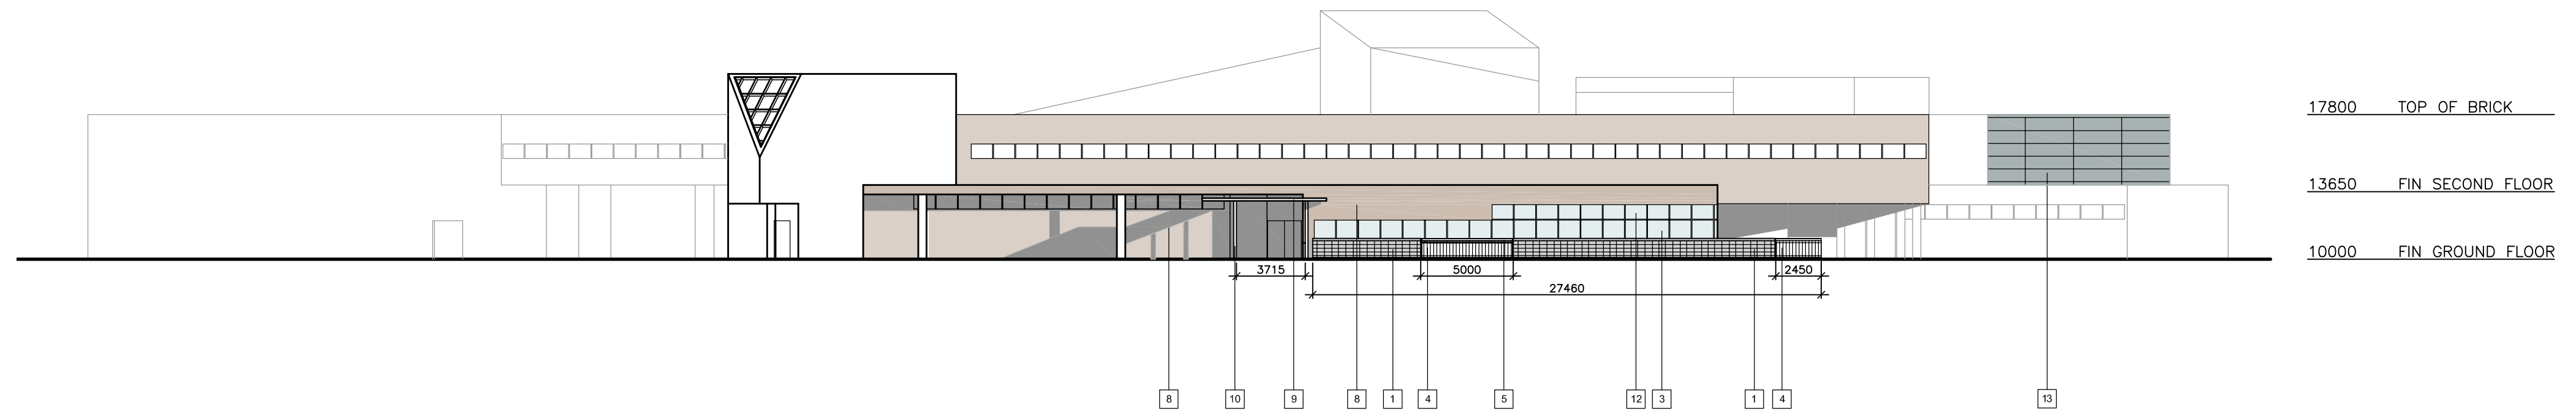 17800 TOP OF BRICK
13650 FIN SECOND FLOOR
10000 FIN GROUND FLOOR
3715 5000 2450
27460
8 10 9 8 1 4 5 12 3 1 4 13